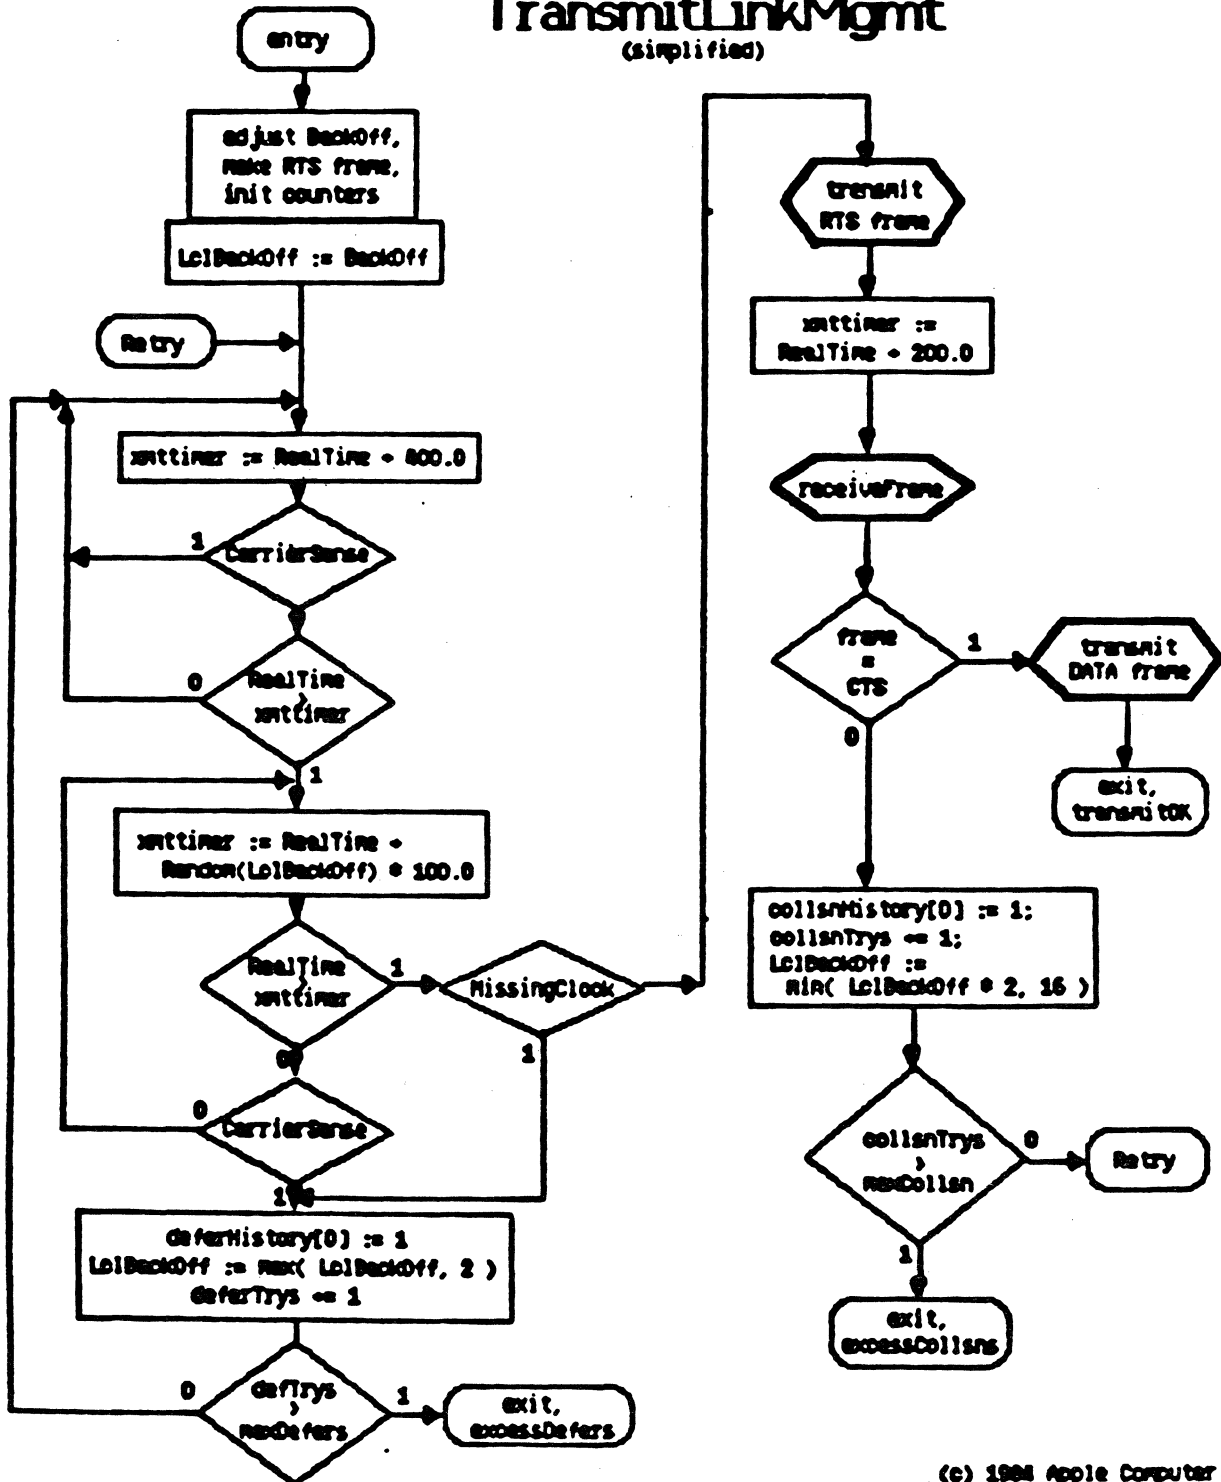 TransmitLinkMgmt
(simplified)
entry
adjust BackOff,
make RTS frame,
init counters
LclBackOff := BackOff
Retry
xmttimer := RealTime + 400.0
1
CarrierSense
0
RealTime
>
xmttimer
1
xmttimer := RealTime +
Random(LclBackOff) * 100.0
RealTime
>
xmttimer
1
MissingClock
0
1
0
CarrierSense
1
deferHistory[0] := 1
LclBackOff := max( LclBackOff, 2 )
deferTrys += 1
0
defTrys
>
maxDefers
1
exit,
excessDefers
transmit
RTS frame
xmttimer :=
RealTime + 200.0
receiveFrame
frame
=
CTS
1
transmit
DATA frame
exit,
transmitOK
0
collsnHistory[0] := 1;
collsnTrys += 1;
LclBackOff :=
min( LclBackOff * 2, 16 )
collsnTrys
>
maxCollsn
0
Retry
1
exit,
excessCollsns
(c) 1984 Apple Computer